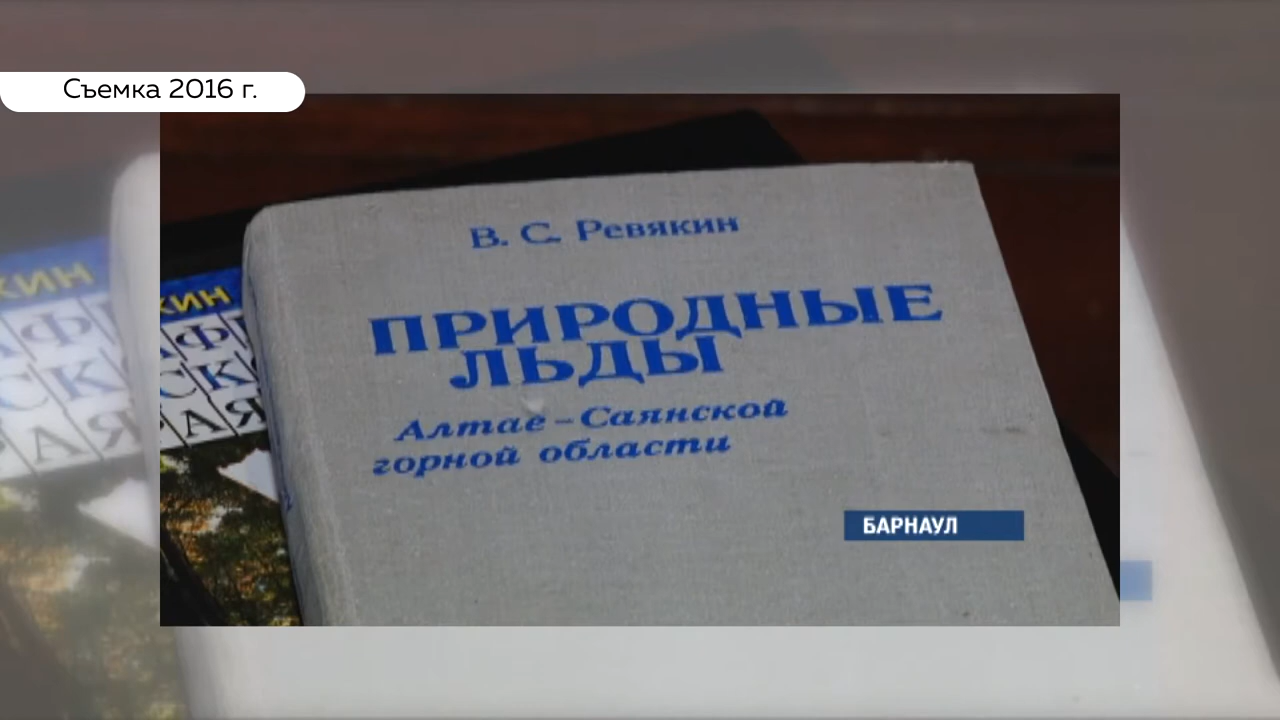 Съемка 2016 г.
В. С. Ревякин
ПРИРОДНЫЕ
ЛЬДЫ
Алтае-Саянской
горной области
БАРНАУЛ